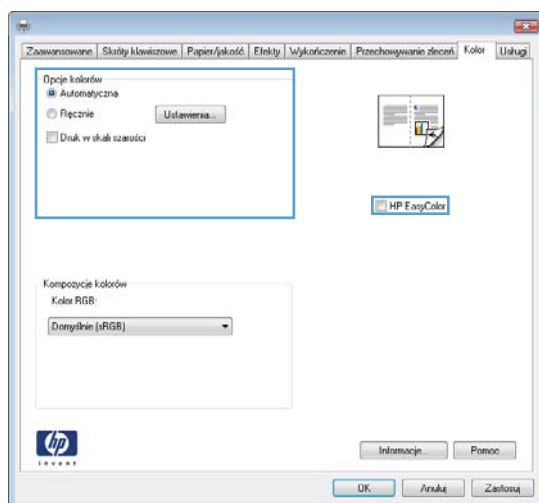 Zaawansowane Skróty klawiszowe Papier/jakość Efekty Wykończenie Przechowywanie zleceń Kolor Usługi
Opcje kolorów
Automatyczna
Ręcznie Ustawienia...
Druk w skali szarości
HP EasyColor
Kompozycje kolorów
Kolor RGB:
Domyślnie (sRGB)
hp
invent
Informacje... Pomoc
OK Anuluj Zastosuj